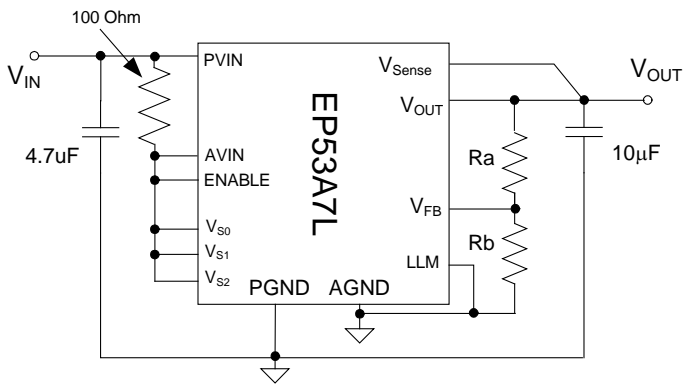 100 Ohm
VIN
PVIN
VSense
VOUT
VOUT
4.7uF
AVIN
ENABLE
EP53A7L
Ra
10μF
VFB
VS0
VS1
VS2
Rb
LLM
PGND
AGND